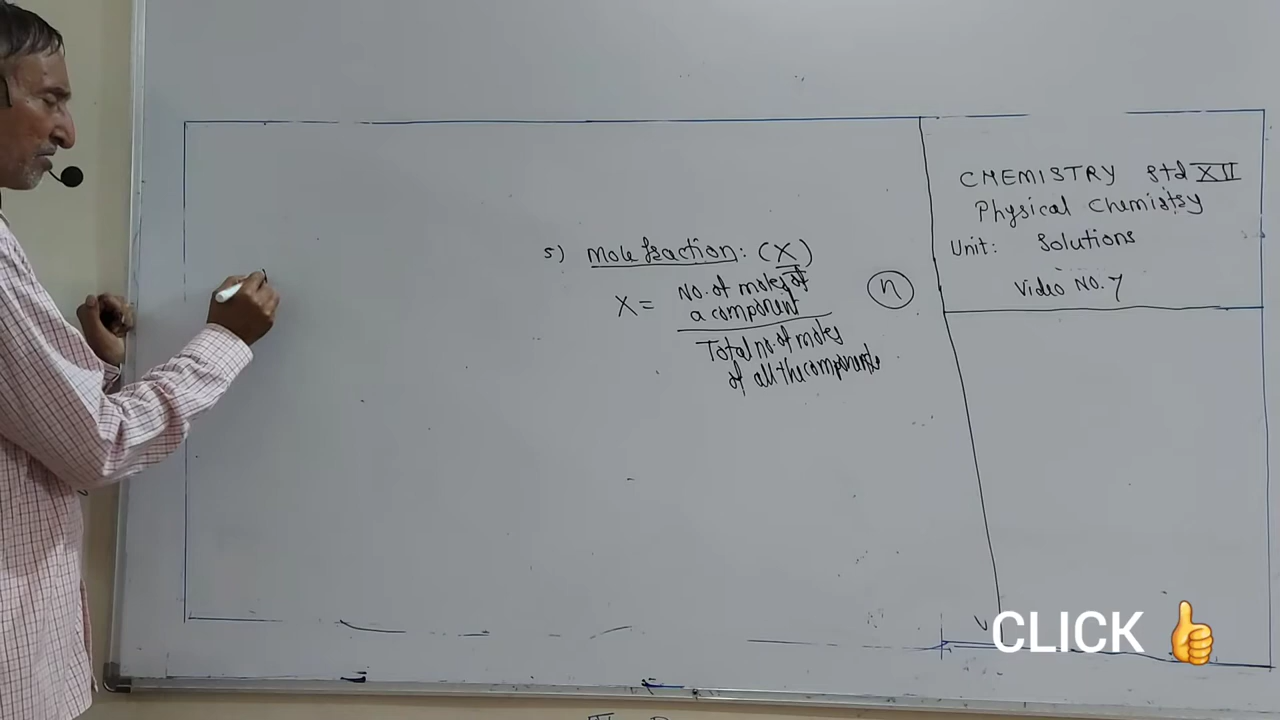 5) Mole fraction: (X)
X = No. of moles of
a component
Total no. of moles
of all the components
n
CHEMISTRY Std XII
Physical Chemistry
Unit: Solutions
Video NO. 7
CLICK